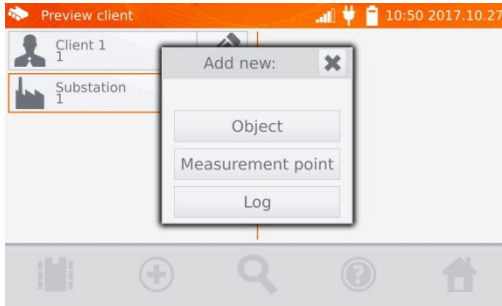 Preview client
10:50 2017.10.27
Client 1
1
Substation
1
Add new:
Object
Measurement point
Log